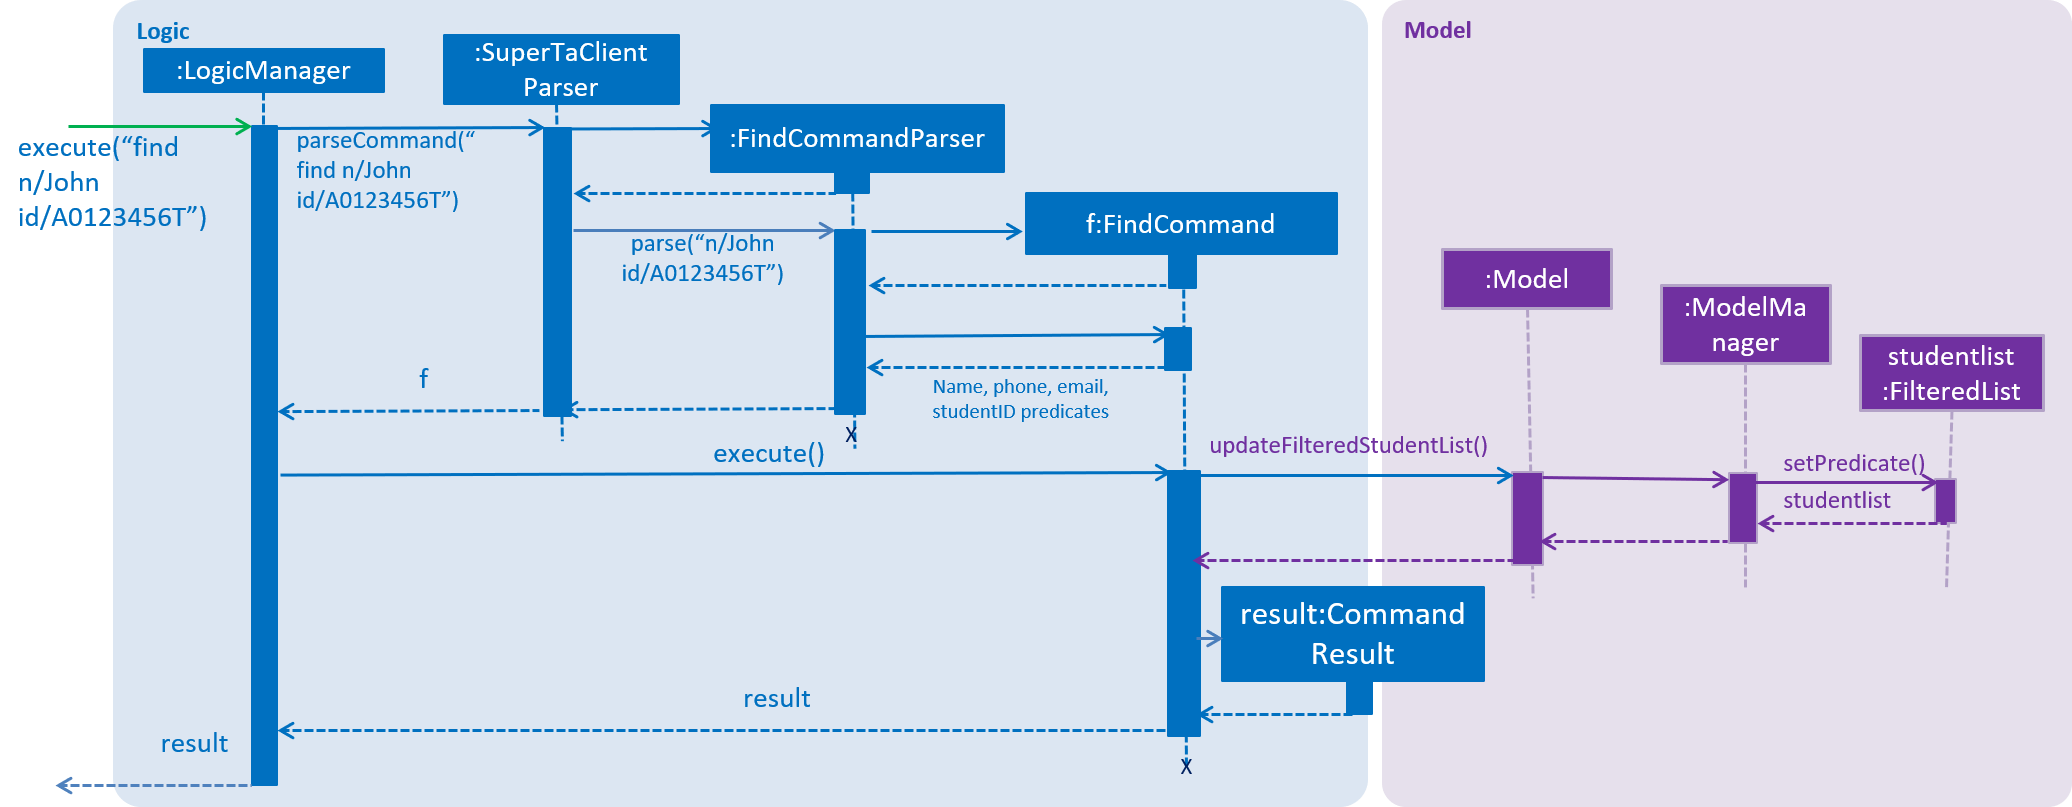 Logic
Model
:LogicManager
:SuperTaClient
Parser
:FindCommandParser
f:FindCommand
:Model
:ModelMa
nager
studentlist
:FilteredList
execute(“find
n/John
id/A0123456T”)
parseCommand(“
find n/John
id/A0123456T”)
parse(“n/John
id/A0123456T”)
f
Name, phone, email,
studentID predicates
X
execute()
updateFilteredStudentList()
setPredicate()
studentlist
result:Command
Result
result
result
X